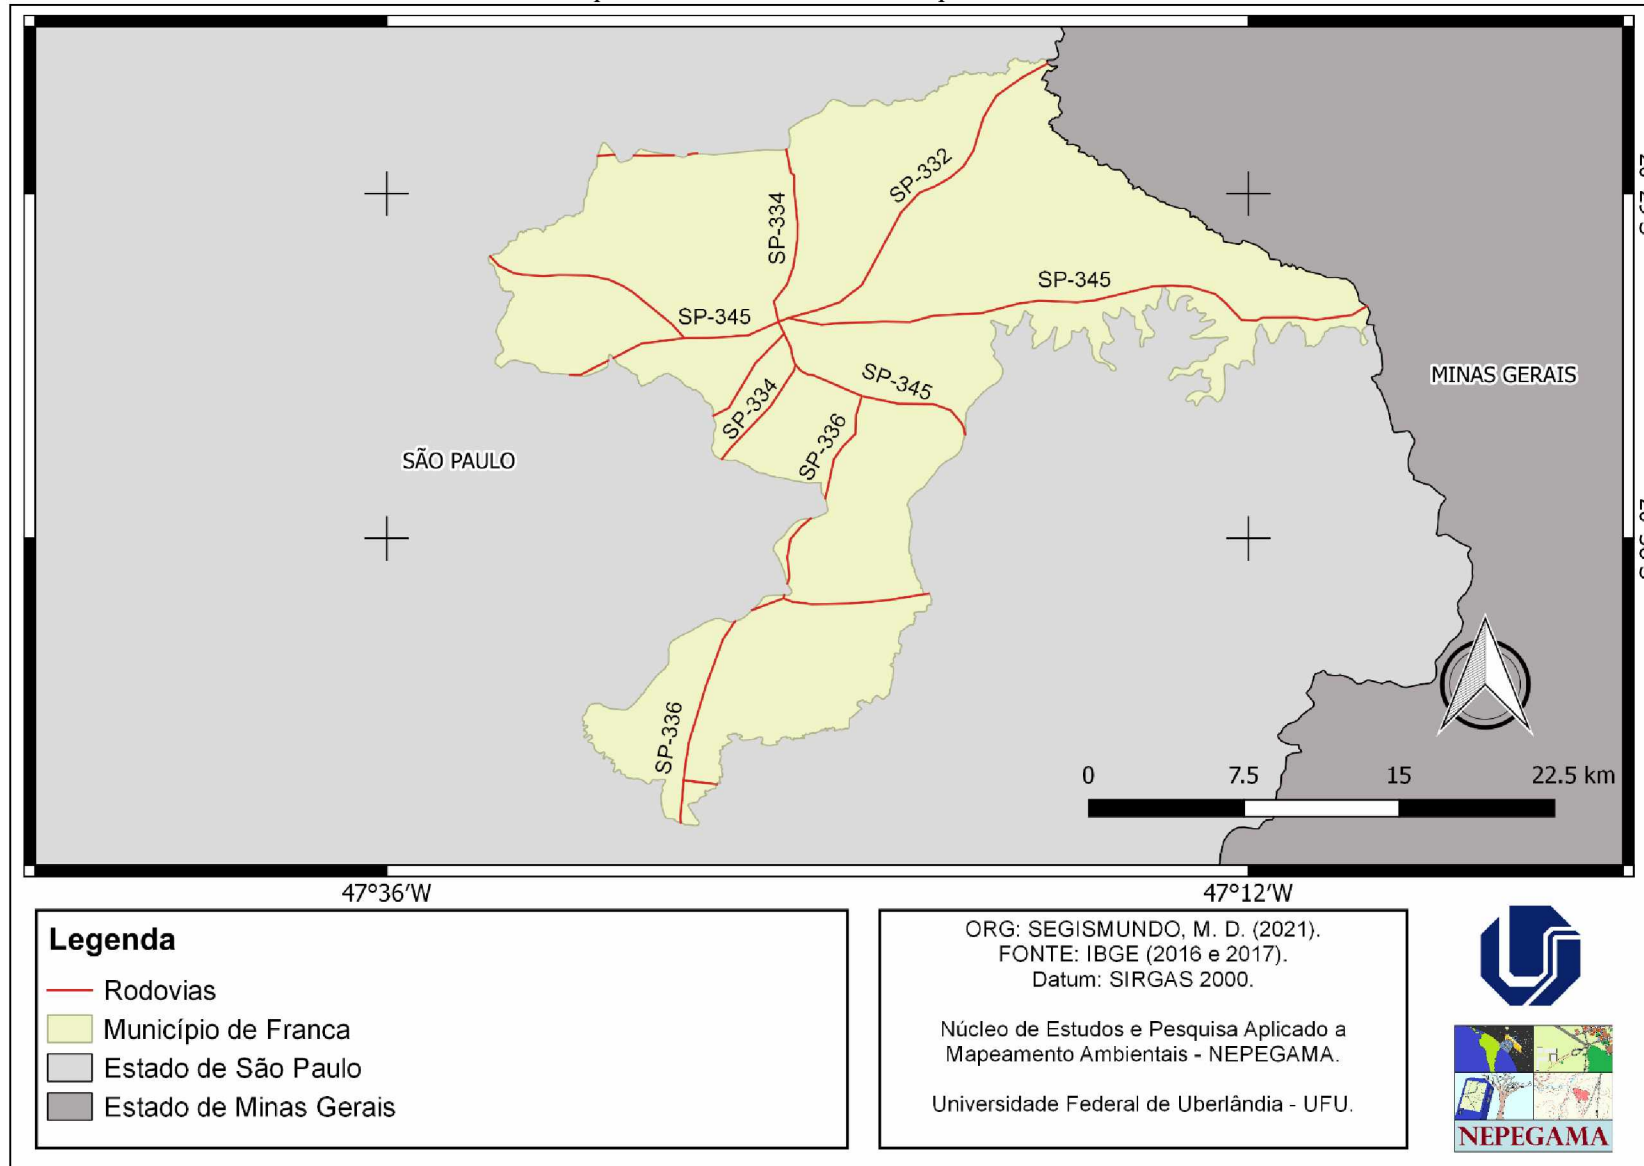 SP-332
SP-334
SP-345
SP-345
SP-334
SP-345
SP-336
MINAS GERAIS
SÃO PAULO
SP-336
0 7.5 15 22.5 km
47°36'W 47°12'W
Legenda
Rodovias
Município de Franca
Estado de São Paulo
Estado de Minas Gerais
ORG: SEGISMUNDO, M. D. (2021).
FONTE: IBGE (2016 e 2017).
Datum: SIRGAS 2000.
Núcleo de Estudos e Pesquisa Aplicado a
Mapeamento Ambientais - NEPEGAMA.
Universidade Federal de Uberlândia - UFU.
NEPEGAMA